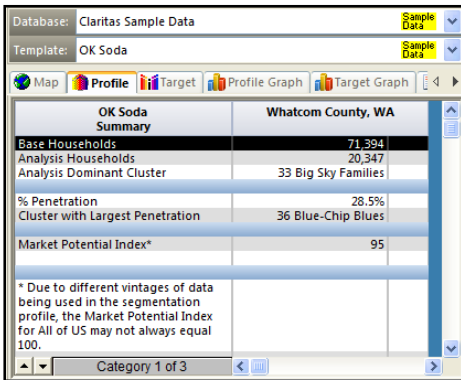 Database: Claritas Sample Data Sample Data
Template: OK Soda Sample Data
Map Profile Target Profile Graph Target Graph
OK Soda Summary Whatcom County, WA
Base Households 71,394
Analysis Households 20,347
Analysis Dominant Cluster 33 Big Sky Families
% Penetration 28.5%
Cluster with Largest Penetration 36 Blue-Chip Blues
Market Potential Index* 95
* Due to different vintages of data
being used in the segmentation
profile, the Market Potential Index
for All of US may not always equal
100.
Category 1 of 3